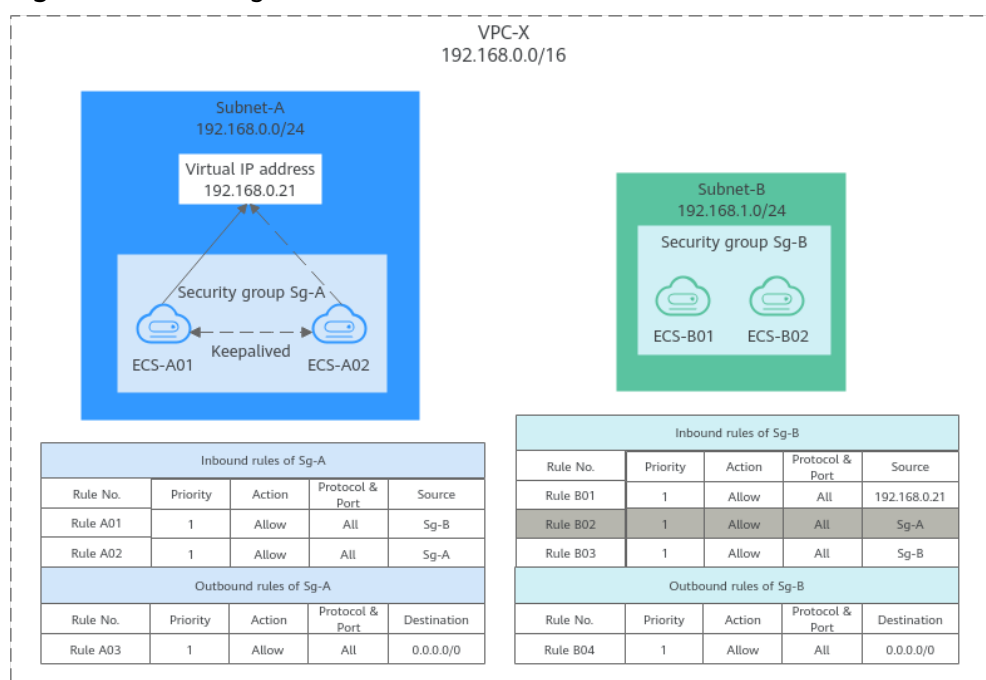 VPC-X
192.168.0.0/16
Subnet-A
192.168.0.0/24
Virtual IP address
192.168.0.21
Security group Sg-A
Keepalived
ECS-A01
ECS-A02
Subnet-B
192.168.1.0/24
Security group Sg-B
ECS-B01
ECS-B02
Inbound rules of Sg-A
Rule No. Priority Action Protocol & Port Source
Rule A01 1 Allow All Sg-B
Rule A02 1 Allow All Sg-A
Outbound rules of Sg-A
Rule No. Priority Action Protocol & Port Destination
Rule A03 1 Allow All 0.0.0.0/0
Inbound rules of Sg-B
Rule No. Priority Action Protocol & Port Source
Rule B01 1 Allow All 192.168.0.21
Rule B02 1 Allow All Sg-A
Rule B03 1 Allow All Sg-B
Outbound rules of Sg-B
Rule No. Priority Action Protocol & Port Destination
Rule B04 1 Allow All 0.0.0.0/0